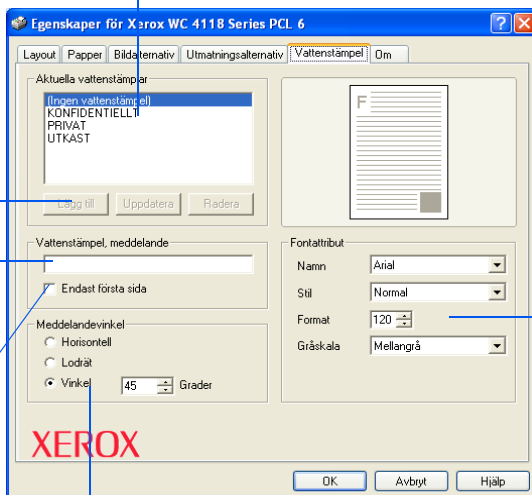 Egenskaper för Xerox WC 4118 Series PCL 6
Layout Papper Bildalternativ Utmatningsalternativ Vattenstämpel Om
Aktuella vattenstämplar
(Ingen vattenstämpel)
KONFIDENTIELLT
PRIVAT
UTKAST
Lägg till Uppdatera Radera
F
Vattenstämpel, meddelande
Endast första sida
Meddelandevinkel
Horisontell
Lodrät
Vinkel 45 Grader
Fontattribut
Namn Arial
Stil Normal
Format 120
Gråskala Mellangrå
XEROX
OK Avbryt Hjälp